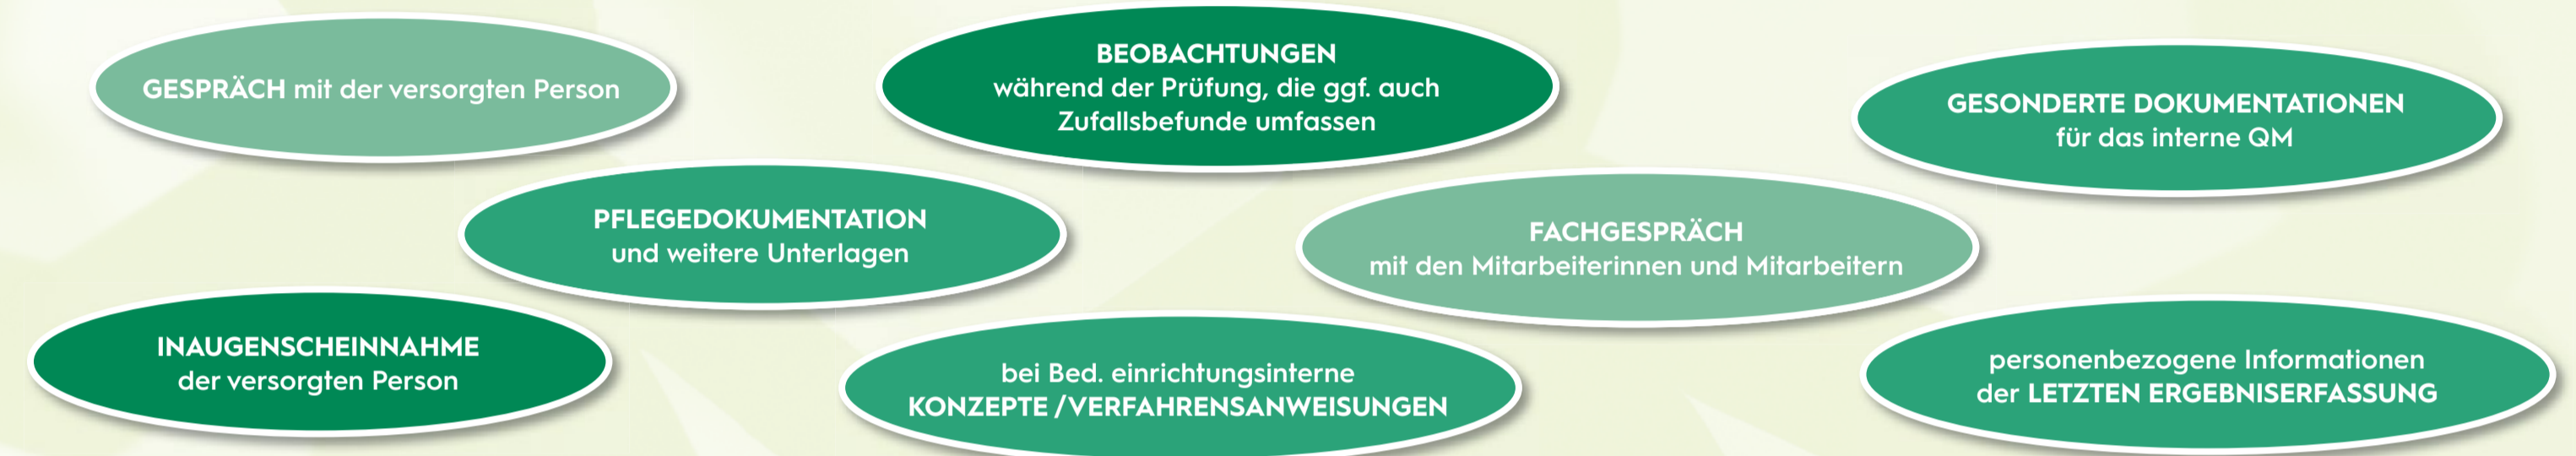 GESPRÄCH mit der versorgten Person
BEOBACHTUNGEN
während der Prüfung, die ggf. auch
Zufallsbefunde umfassen
GESONDERTE DOKUMENTATIONEN
für das interne QM
PFLEGEDOKUMENTATION
und weitere Unterlagen
FACHGESPRÄCH
mit den Mitarbeiterinnen und Mitarbeitern
INAUGENSCHEINNAHME
der versorgten Person
bei Bed. einrichtungsinterne
KONZEPTE / VERFAHRENSANWEISUNGEN
personenbezogene Informationen
der LETZTEN ERGEBNISERFASSUNG